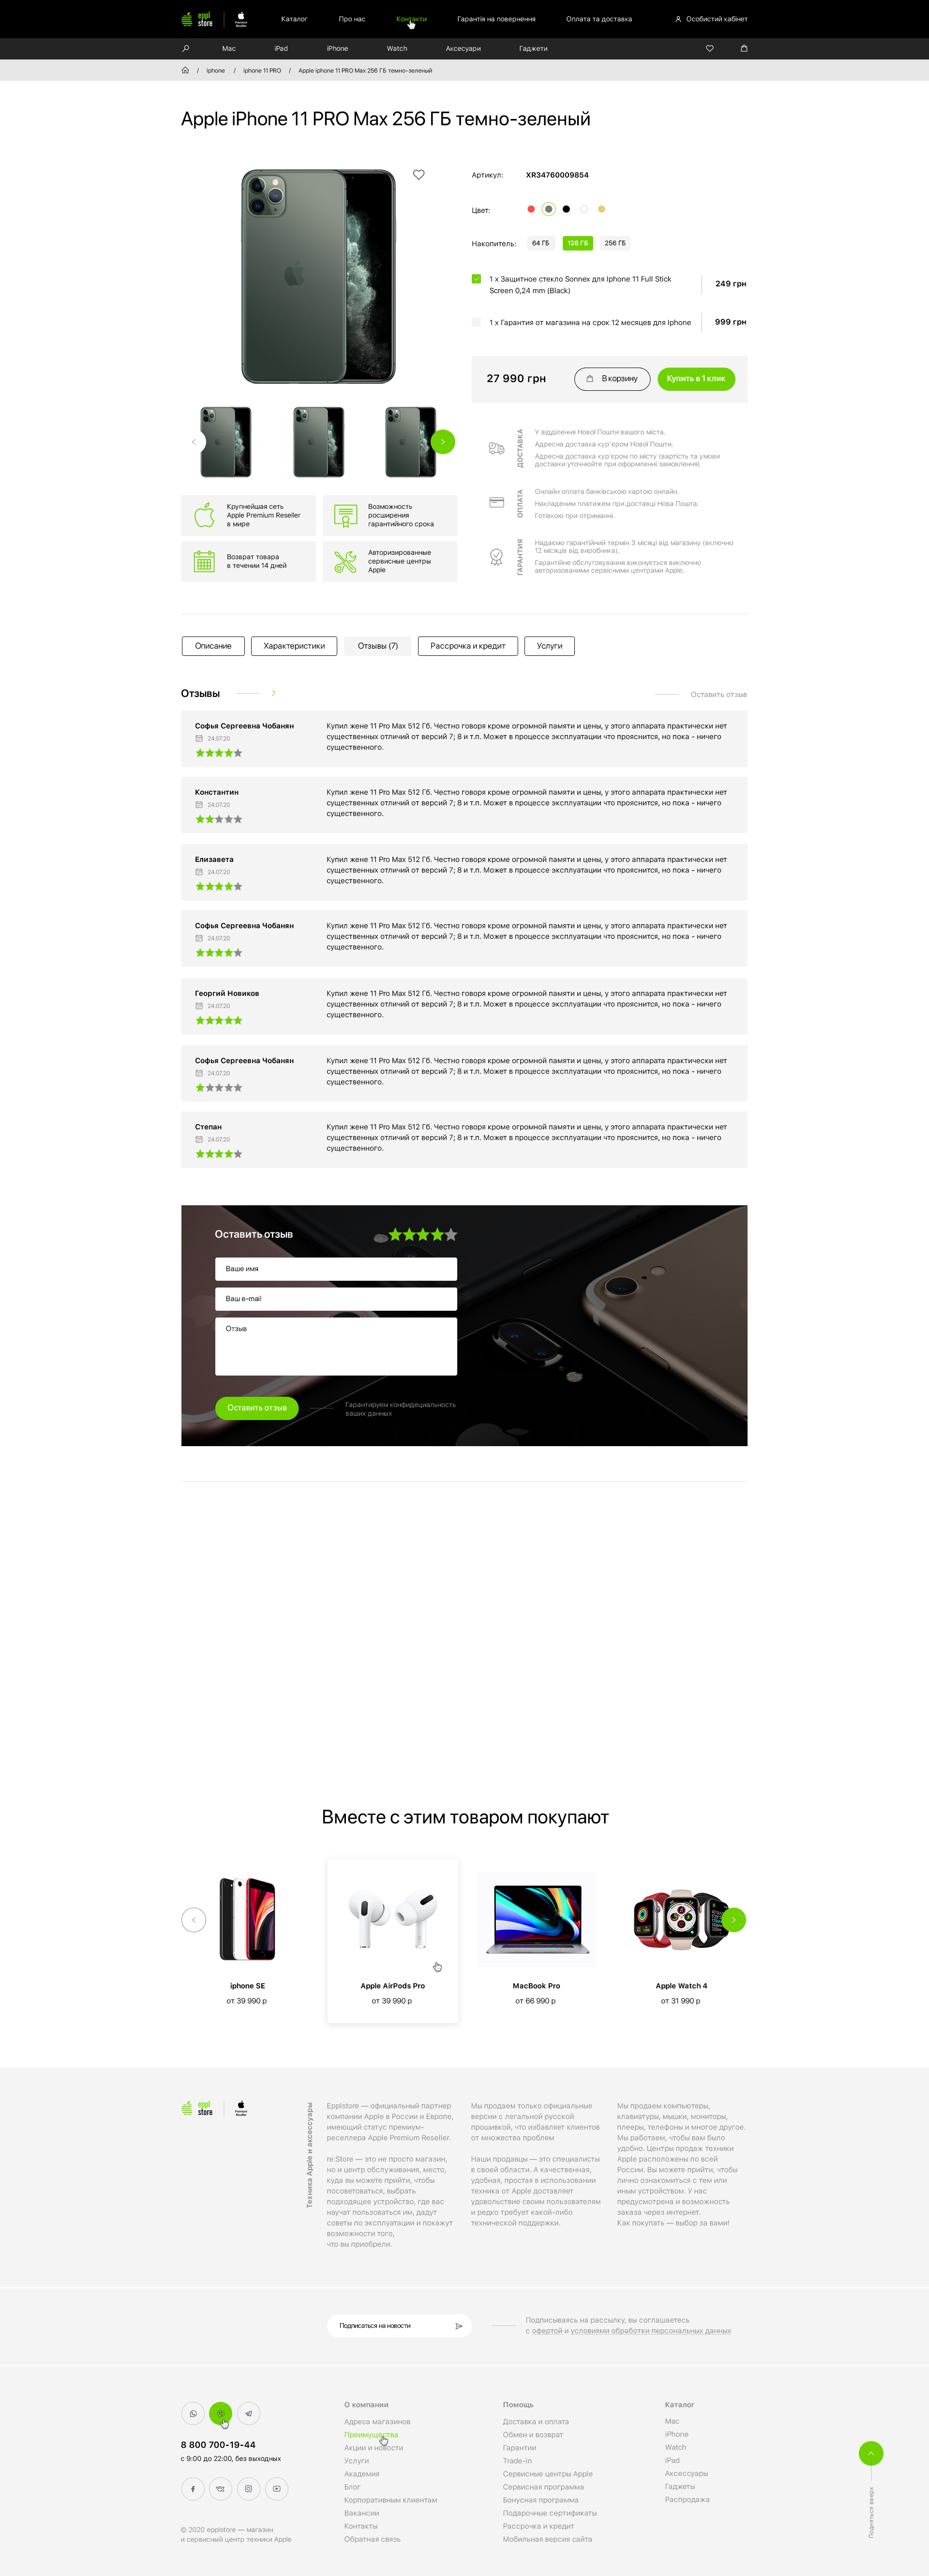 eppl store
Premium Reseller
Каталог
Про нас
Контакти
Гарантія на повернення
Оплата та доставка
Особистий кабінет
Mac
iPad
iPhone
Watch
Аксесуари
Гаджети
/ iphone / iphone 11 PRO / Apple iphone 11 PRO Max 256 ГБ темно-зеленый
Apple iPhone 11 PRO Max 256 ГБ темно-зеленый
Артикул: XR34760009854
Цвет:
Накопитель: 64 ГБ 128 ГБ 256 ГБ
1 x Защитное стекло Sonnex для Iphone 11 Full Stick
Screen 0,24 mm (Black)
249 грн
1 x Гарантия от магазина на срок 12 месяцев для Iphone
999 грн
27 990 грн
В корзину
Купить в 1 клик
ДОСТАВКА
У відділення Нової Пошти вашого міста.
Адресна доставка кур'єром Нової Пошти.
Адресна доставка кур'єром по місту (вартість та умови
доставки уточнюйте при оформленні замовлення)
ОПЛАТА
Онлайн оплата банківською картою онлайн.
Накладеним платижем при доставці Нова Пошта.
Готівкою при отриманні.
ГАРАНТИЯ
Надаємо гарантійний термін 3 місяці від магазину (включно
12 місяців від виробника).
Гарантійне обслуговування виконується виключно
авторизованими сервісними центрами Apple.
Крупнейшая сеть
Apple Premium Reseller
в мире
Возможность
росширения
гарантийного срока
Возврат товара
в течении 14 дней
Авторизированные
сервисные центры
Apple
Описание
Характеристики
Отзывы (7)
Рассрочка и кредит
Услуги
Отзывы 7
Оставить отзыв
Софья Сергеевна Чобанян
24.07.20
Купил жене 11 Pro Max 512 Гб. Честно говоря кроме огромной памяти и цены, у этого аппарата практически нет
существенных отличий от версий 7; 8 и т.п. Может в процессе эксплуатации что прояснится, но пока - ничего
существенного.
Константин
24.07.20
Купил жене 11 Pro Max 512 Гб. Честно говоря кроме огромной памяти и цены, у этого аппарата практически нет
существенных отличий от версий 7; 8 и т.п. Может в процессе эксплуатации что прояснится, но пока - ничего
существенного.
Елизавета
24.07.20
Купил жене 11 Pro Max 512 Гб. Честно говоря кроме огромной памяти и цены, у этого аппарата практически нет
существенных отличий от версий 7; 8 и т.п. Может в процессе эксплуатации что прояснится, но пока - ничего
существенного.
Софья Сергеевна Чобанян
24.07.20
Купил жене 11 Pro Max 512 Гб. Честно говоря кроме огромной памяти и цены, у этого аппарата практически нет
существенных отличий от версий 7; 8 и т.п. Может в процессе эксплуатации что прояснится, но пока - ничего
существенного.
Георгий Новиков
24.07.20
Купил жене 11 Pro Max 512 Гб. Честно говоря кроме огромной памяти и цены, у этого аппарата практически нет
существенных отличий от версий 7; 8 и т.п. Может в процессе эксплуатации что прояснится, но пока - ничего
существенного.
Софья Сергеевна Чобанян
24.07.20
Купил жене 11 Pro Max 512 Гб. Честно говоря кроме огромной памяти и цены, у этого аппарата практически нет
существенных отличий от версий 7; 8 и т.п. Может в процессе эксплуатации что прояснится, но пока - ничего
существенного.
Степан
24.07.20
Купил жене 11 Pro Max 512 Гб. Честно говоря кроме огромной памяти и цены, у этого аппарата практически нет
существенных отличий от версий 7; 8 и т.п. Может в процессе эксплуатации что прояснится, но пока - ничего
существенного.
Оставить отзыв
Ваше имя
Ваш e-mail
Отзыв
Оставить отзыв
Гарантируем конфидециальность
ваших данных
Вместе с этим товаром покупают
iphone SE
от 39 990 р
Apple AirPods Pro
от 39 990 р
MacBook Pro
от 66 990 р
Apple Watch 4
от 31 990 р
eppl store
Premium Reseller
Техника Apple и аксессуары
Epplstore — официальный партнер
компании Apple в России и Европе,
имеющий статус премиум-
реселлера Apple Premium Reseller.
re:Store — это не просто магазин,
но и центр обслуживания, место,
куда вы можете прийти, чтобы
посоветоваться, выбрать
подходящее устройство, где вас
научат пользоваться им, дадут
советы по эксплуатации и покажут
возможности того,
что вы приобрели.
Мы продаем только официальные
версии с легальной русской
прошивкой, что избавляет клиентов
от множества проблем
Наши продавцы — это специалисты
в своей области. А качественная,
удобная, простая в использовании
техника от Apple доставляет
удовольствие своим пользователям
и редко требует какой-либо
технической поддержки.
Мы продаем компьютеры,
клавиатуры, мышки, мониторы,
плееры, телефоны и многое другое.
Мы работаем, чтобы вам было
удобно. Центры продаж техники
Apple расположены по всей
России. Вы можете прийти, чтобы
лично ознакомиться с тем или
иным устройством. У нас
предусмотрена и возможность
заказа через интернет.
Как покупать — выбор за вами!
Подписаться на новости
Подписываясь на рассылку, вы соглашаетесь
с офертой и условиями обработки персональных данных
8 800 700-19-44
с 9:00 до 22:00, без выходных
© 2020 epplstore — магазин
и сервисный центр техники Apple
О компании
Адреса магазинов
Преимущества
Акции и новости
Услуги
Академия
Блог
Корпоративным клиентам
Вакансии
Контакты
Обратная связь
Помощь
Доставка и оплата
Обмен и возврат
Гарантии
Trade-in
Сервисные центры Apple
Сервисная программа
Бонусная программа
Подарочные сертификаты
Рассрочка и кредит
Мобильная версия сайта
Каталог
Mac
iPhone
Watch
iPad
Аксессуары
Гаджеты
Распродажа
Подняться вверх